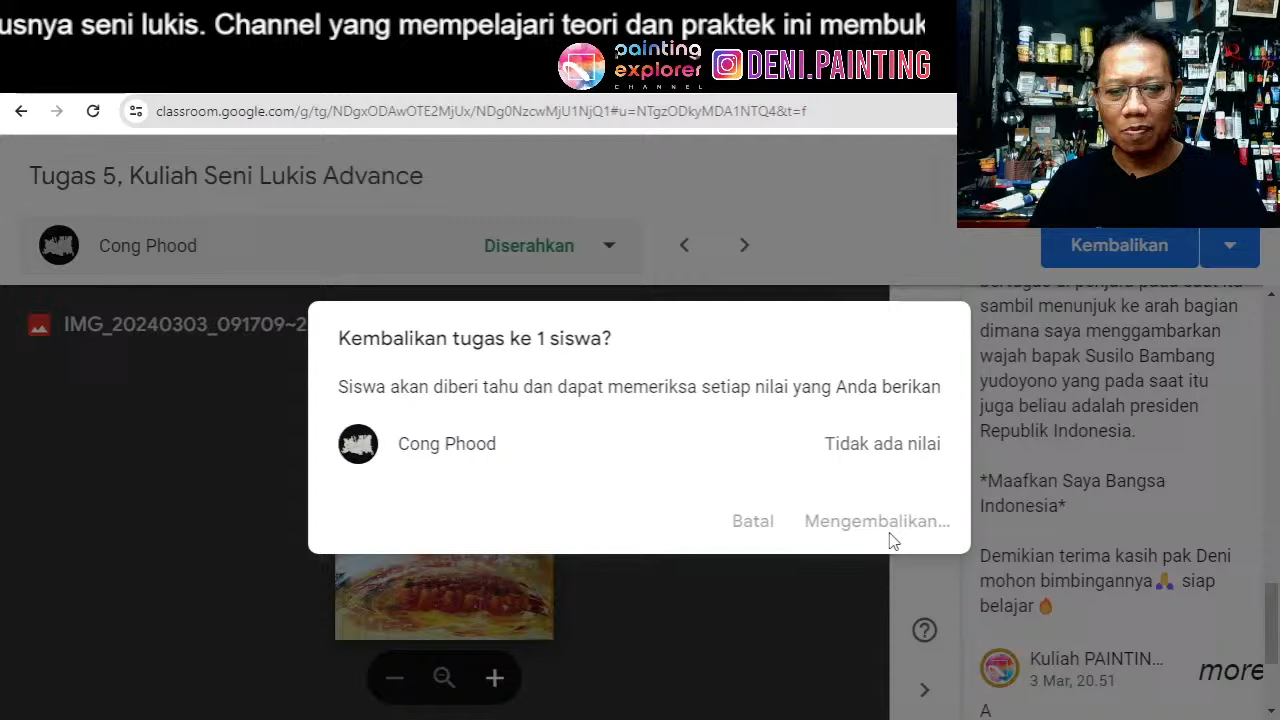 usnya seni lukis. Channel yang mempelajari teori dan praktek ini membuk
painting
explorer
CHANNEL
DENI.PAINTING
classroom.google.com/g/tg/NDgxODAwOTE2MjUx/NDg0NzcwMjU1NjQ1#u=NTgzODkyMDA1NTQ4&t=f
Tugas 5, Kuliah Seni Lukis Advance
Cong Phood
Diserahkan
Kembalikan
IMG_20240303_091709~2
Kembalikan tugas ke 1 siswa?
Siswa akan diberi tahu dan dapat memeriksa setiap nilai yang Anda berikan
Cong Phood
Tidak ada nilai
Batal
Mengembalikan...
sambil menunjuk ke arah bagian
dimana saya menggambarkan
wajah bapak Susilo Bambang
yudoyono yang pada saat itu
juga beliau adalah presiden
Republik Indonesia.
*Maafkan Saya Bangsa
Indonesia*
Demikian terima kasih pak Deni
mohon bimbingannya🙏 siap
belajar🔥
Kuliah PAINTIN...
3 Mar, 20.51
more
A